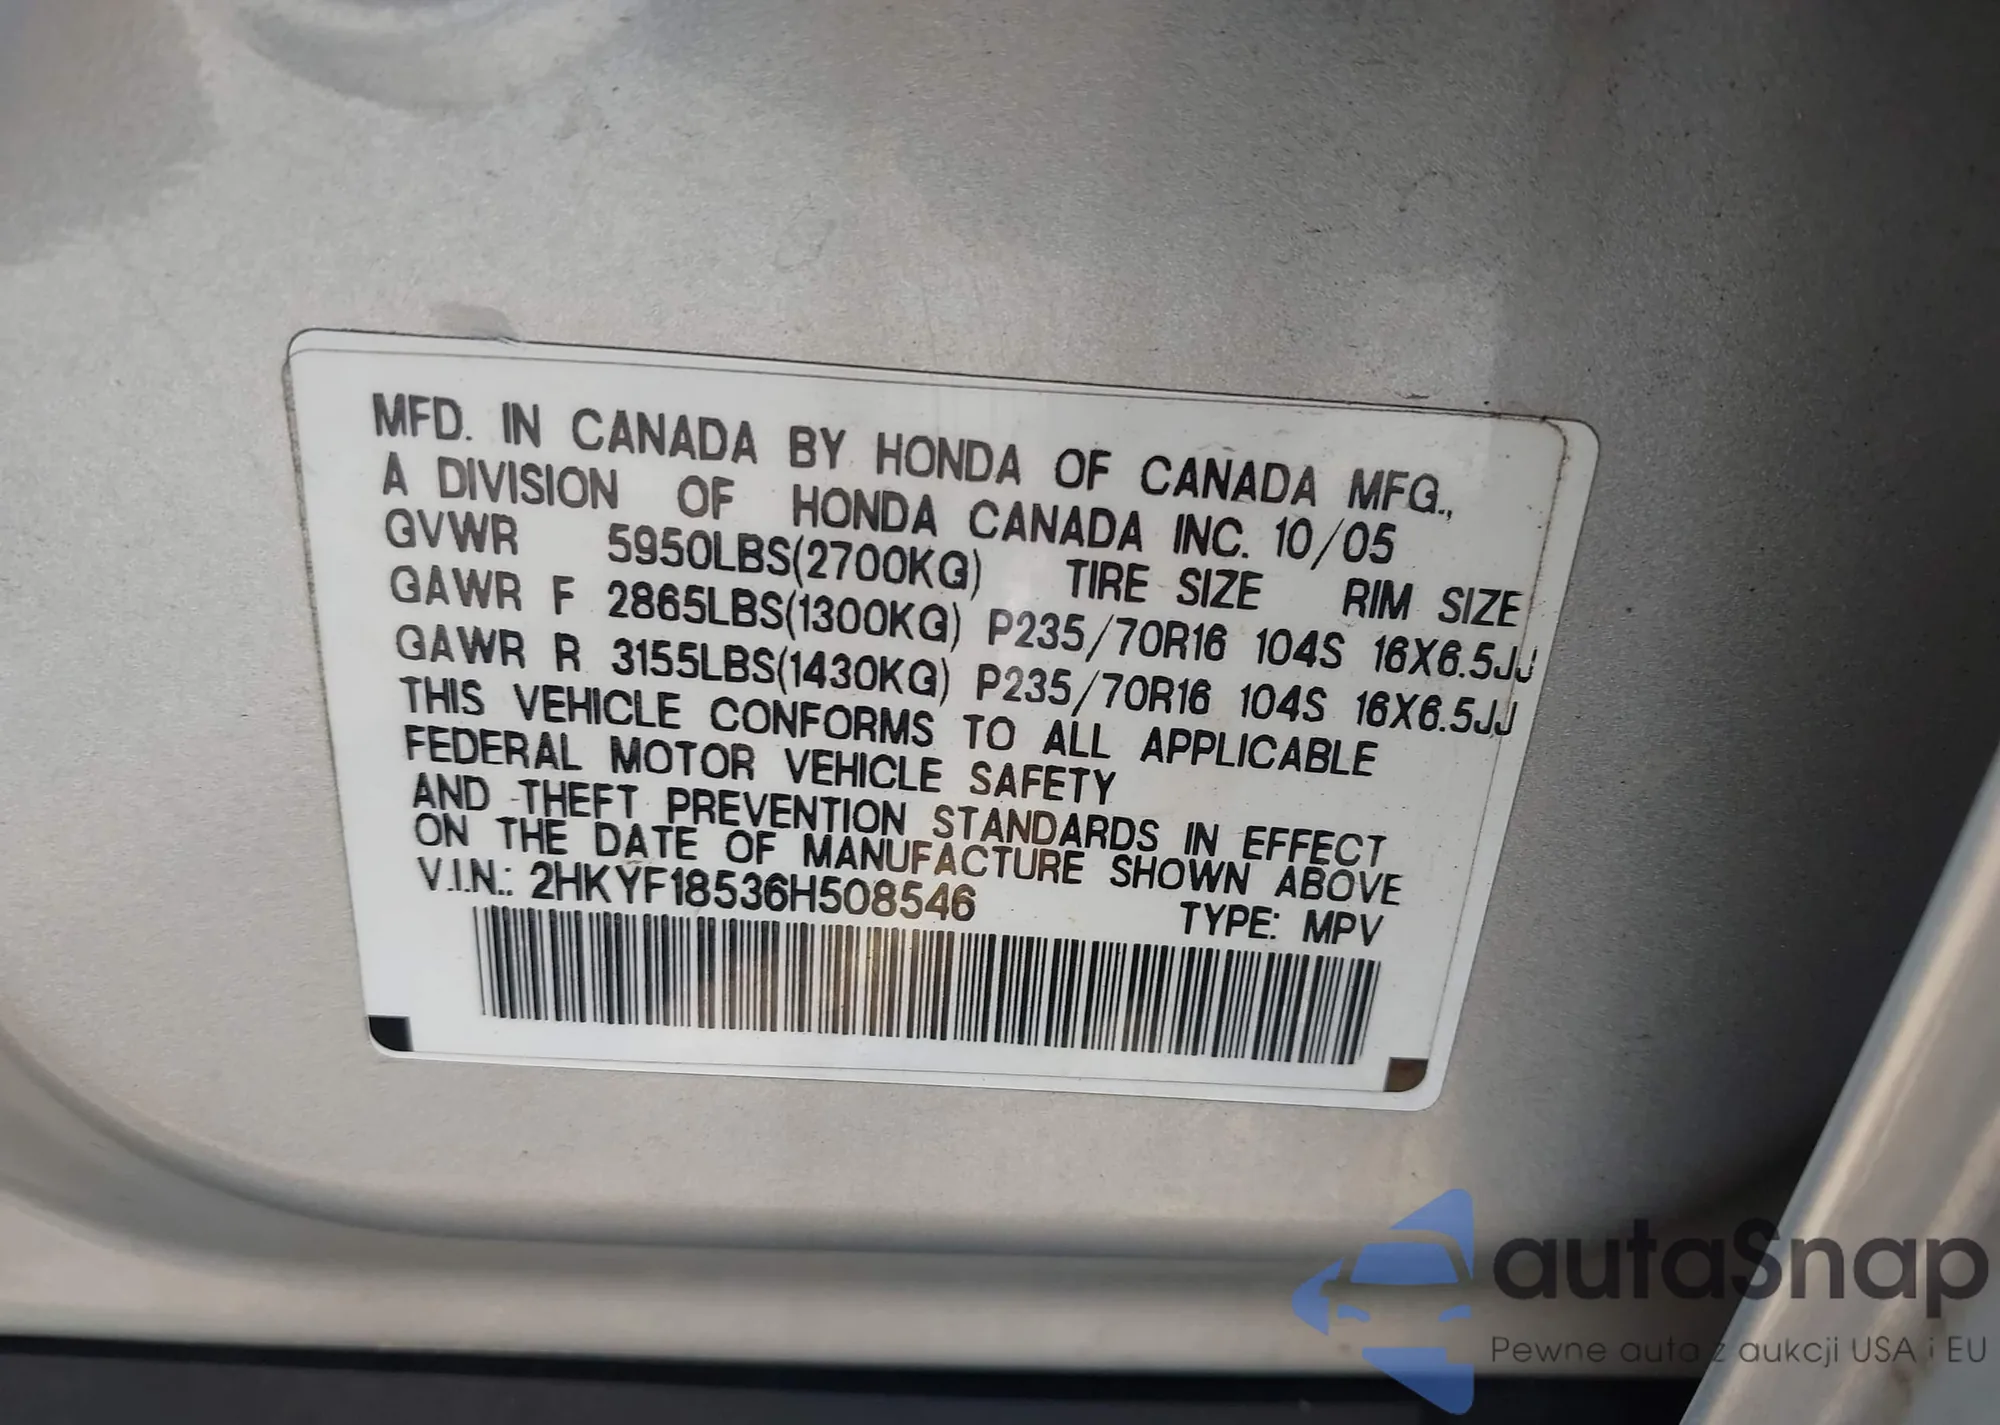 MFD. IN CANADA BY HONDA OF CANADA MFG.,
A DIVISION OF HONDA CANADA INC. 10/05
GVWR 5950LBS(2700KG) TIRE SIZE RIM SIZE
GAWR F 2865LBS(1300KG) P235/70R16 104S 16X6.5JJ
GAWR R 3155LBS(1430KG) P235/70R16 104S 16X6.5JJ
THIS VEHICLE CONFORMS TO ALL APPLICABLE
FEDERAL MOTOR VEHICLE SAFETY
AND THEFT PREVENTION STANDARDS IN EFFECT
ON THE DATE OF MANUFACTURE SHOWN ABOVE
V.I.N.: 2HKYF18536H508546 TYPE: MPV
autaSnap
Pewne auta z aukcji USA i EU